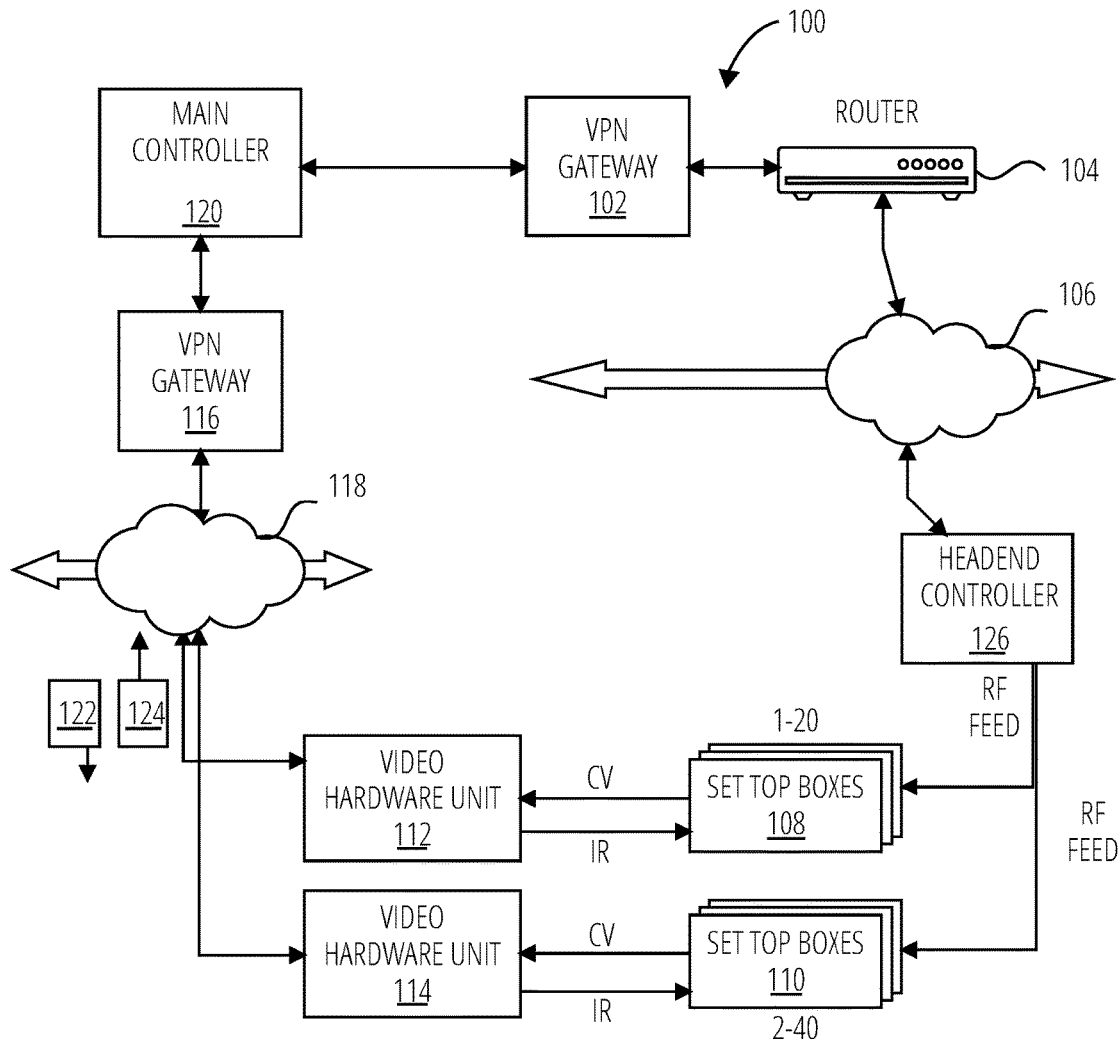 100
MAIN
CONTROLLER
120
VPN
GATEWAY
102
ROUTER
104
VPN
GATEWAY
116
106
118
HEADEND
CONTROLLER
126
122
124
RF
FEED
1-20
VIDEO
HARDWARE UNIT
112
CV
IR
SET TOP BOXES
108
RF
FEED
VIDEO
HARDWARE UNIT
114
CV
IR
SET TOP BOXES
110
2-40